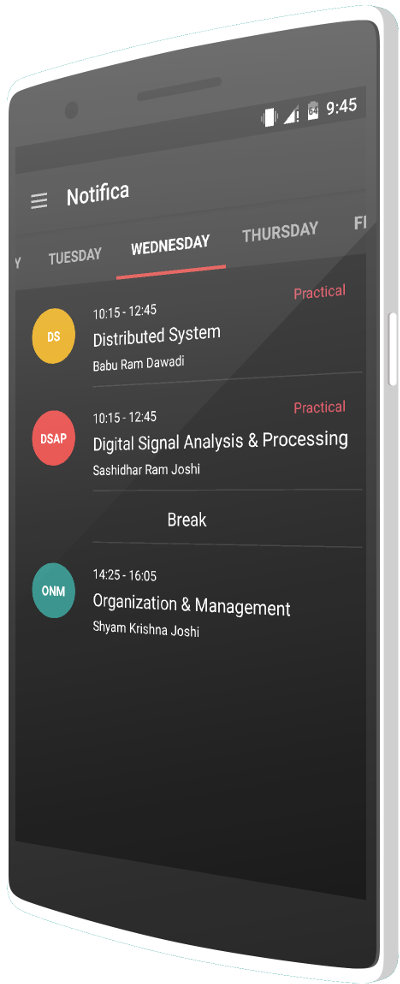 9:45
Notifica
Y TUESDAY WEDNESDAY THURSDAY F
Practical
10:15 - 12:45
DS
Distributed System
Babu Ram Dawadi
Practical
10:15 - 12:45
DSAP
Digital Signal Analysis & Processing
Sashidhar Ram Joshi
Break
14:25 - 16:05
ONM
Organization & Management
Shyam Krishna Joshi